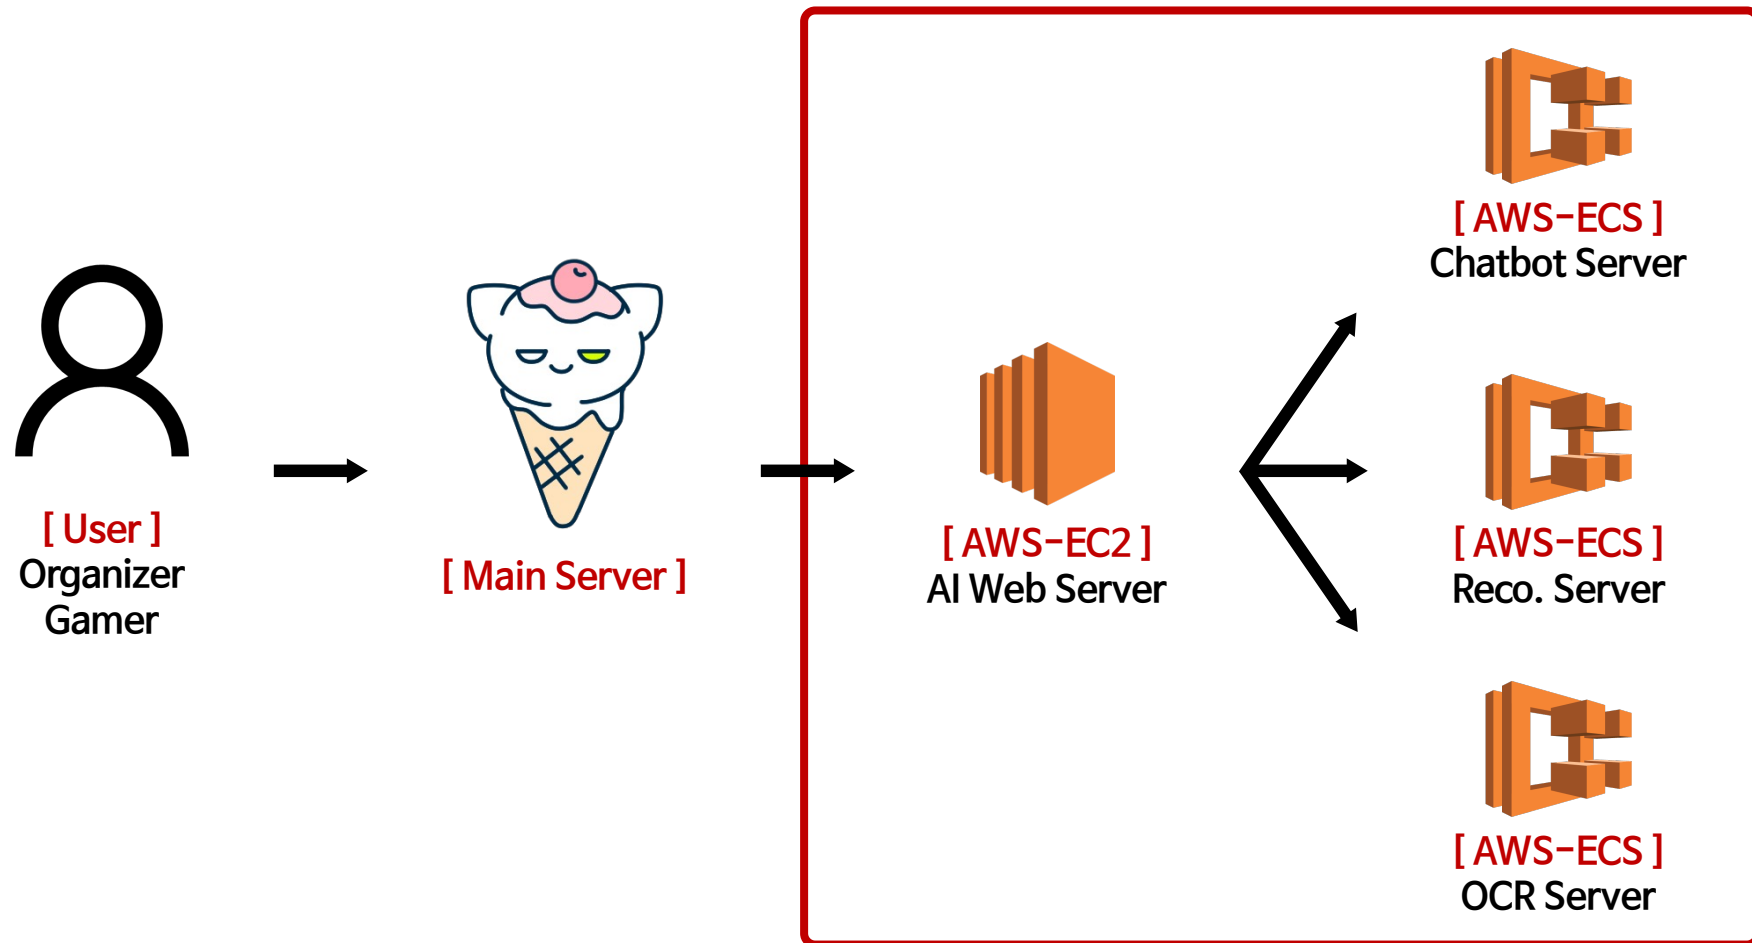 [ User ]
Organizer
Gamer
[ Main Server ]
[ AWS-EC2 ]
AI Web Server
[ AWS-ECS ]
Chatbot Server
[ AWS-ECS ]
Reco. Server
[ AWS-ECS ]
OCR Server